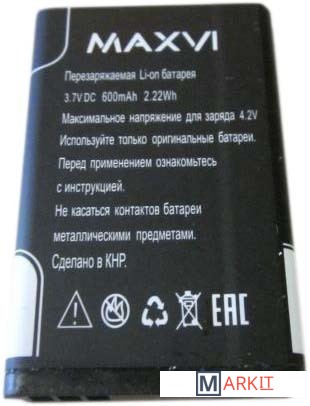 MAXVI
Перезаряжаемая Li-on батарея
3.7V DC 600mAh 2.22Wh
Максимальное напряжение для заряда 4.2V
Используйте только оригинальные батареи.
Перед применением ознакомьтесь
с инструкцией.
Не касаться контактов батареи
металлическими предметами.
Сделано в КНР.
EAC
MARKIT